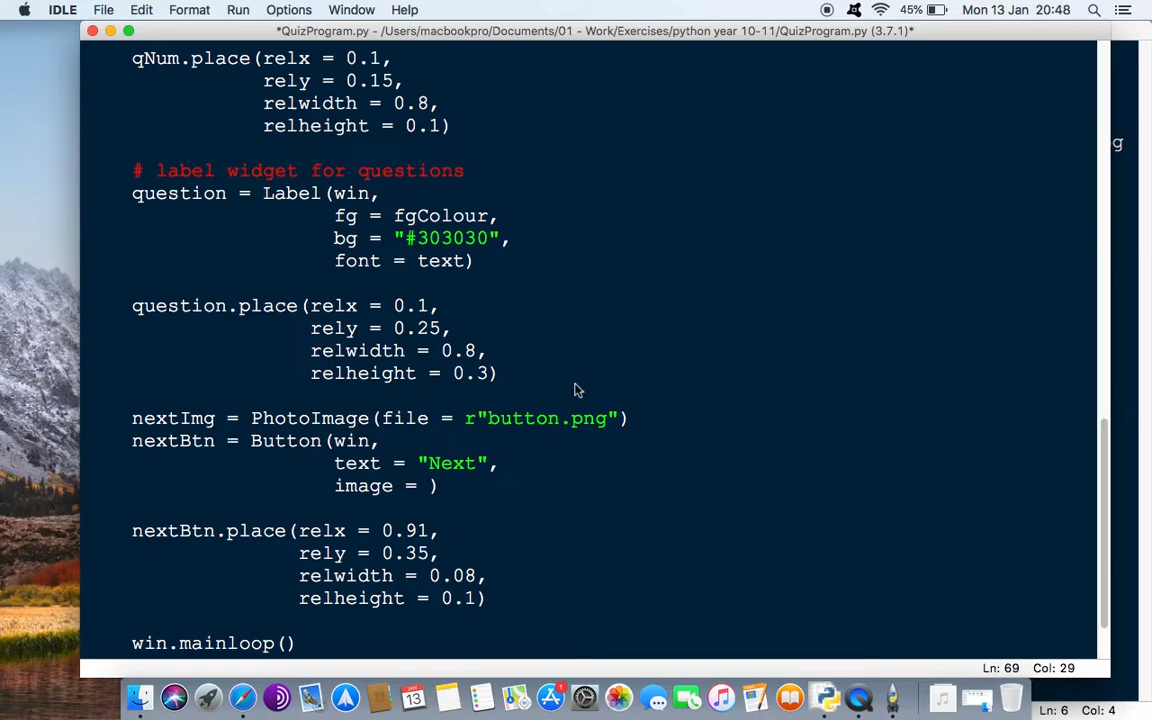 IDLE File Edit Format Run Options Window Help 45% Mon 13 Jan 20:48
*QuizProgram.py - /Users/macbookpro/Documents/01 - Work/Exercises/python year 10-11/QuizProgram.py (3.7.1)*
qNum.place(relx = 0.1,
rely = 0.15,
relwidth = 0.8,
relheight = 0.1)
g
# label widget for questions
question = Label(win,
fg = fgColour,
bg = "#303030",
font = text)
question.place(relx = 0.1,
rely = 0.25,
relwidth = 0.8,
relheight = 0.3)
nextImg = PhotoImage(file = r"button.png")
nextBtn = Button(win,
text = "Next",
image = )
nextBtn.place(relx = 0.91,
rely = 0.35,
relwidth = 0.08,
relheight = 0.1)
win.mainloop()
Ln: 69 Col: 29
JAN
13
1
Ln: 6 Col: 4